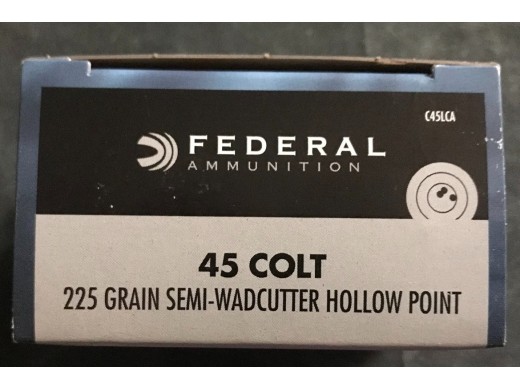 C45LCA
FEDERAL
AMMUNITION
45 COLT
225 GRAIN SEMI-WADCUTTER HOLLOW POINT